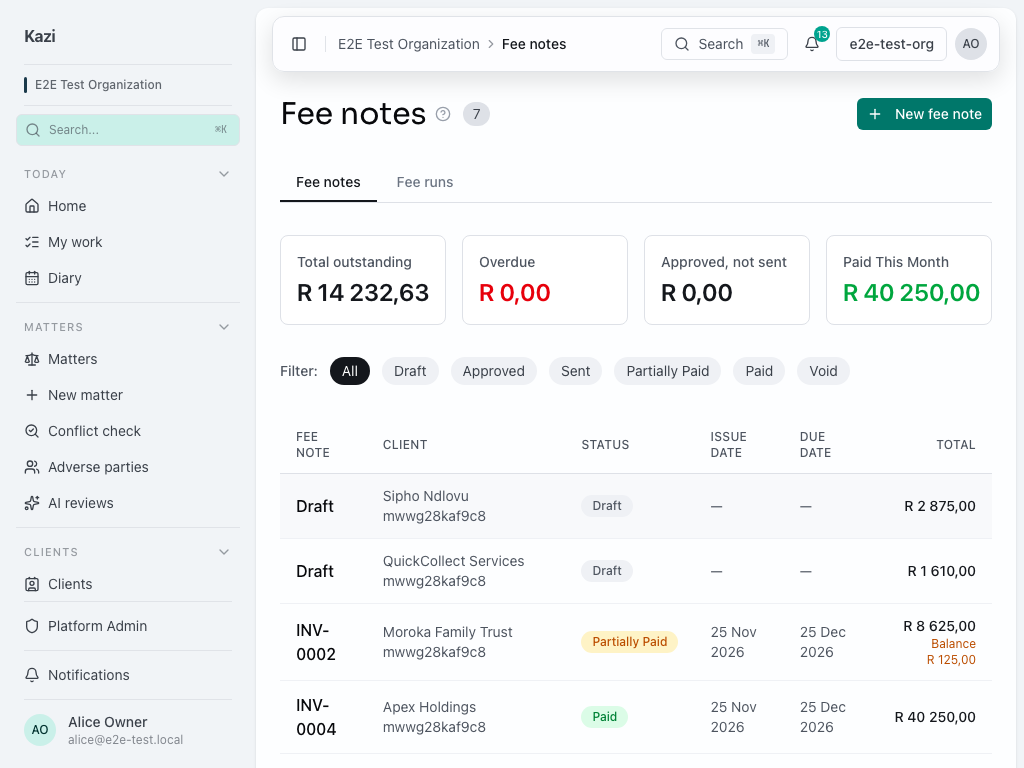 Kazi
E2E Test Organization
Search... ⌘K
TODAY
Home
My work
Diary
MATTERS
Matters
New matter
Conflict check
Adverse parties
AI reviews
CLIENTS
Clients
Platform Admin
Notifications
AO
Alice Owner
alice@e2e-test.local
E2E Test Organization > Fee notes
Search ⌘K
13
e2e-test-org
AO
Fee notes 7
New fee note
Fee notes Fee runs
Total outstanding
R 14 232,63
Overdue
R 0,00
Approved, not sent
R 0,00
Paid This Month
R 40 250,00
Filter: All Draft Approved Sent Partially Paid Paid Void
FEE NOTE CLIENT STATUS ISSUE DATE DUE DATE TOTAL
Draft Sipho Ndlovu mwwg28kaf9c8 Draft — — R 2 875,00
Draft QuickCollect Services mwwg28kaf9c8 Draft — — R 1 610,00
INV-0002 Moroka Family Trust mwwg28kaf9c8 Partially Paid 25 Nov 2026 25 Dec 2026 R 8 625,00
Balance
R 125,00
INV-0004 Apex Holdings mwwg28kaf9c8 Paid 25 Nov 2026 25 Dec 2026 R 40 250,00